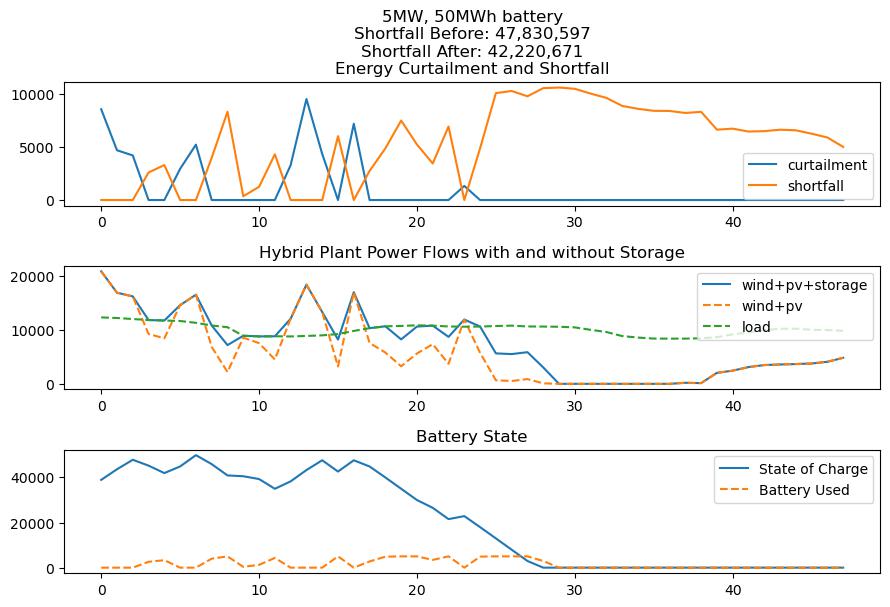 5MW, 50MWh battery
Shortfall Before: 47,830,597
Shortfall After: 42,220,671
Energy Curtailment and Shortfall
10000
5000
0
curtailment
shortfall
0 10 20 30 40
Hybrid Plant Power Flows with and without Storage
20000
10000
0
wind+pv+storage
wind+pv
load
0 10 20 30 40
Battery State
40000
20000
0
State of Charge
Battery Used
0 10 20 30 40